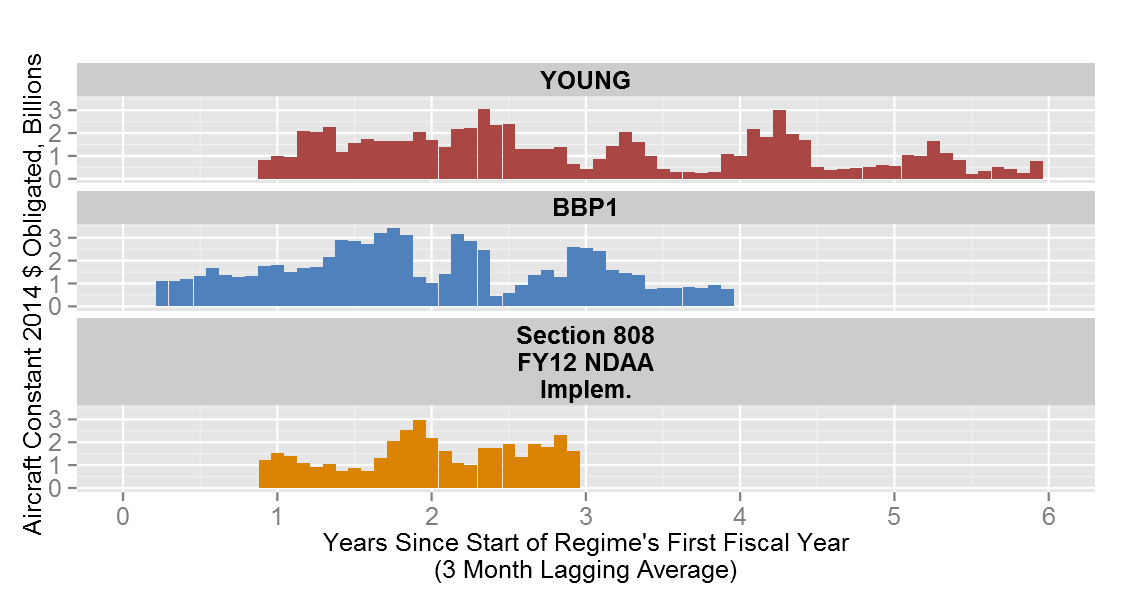 Aircraft Constant 2014 $ Obligated, Billions
YOUNG
3
2
1
0
BBP1
3
2
1
0
Section 808
FY12 NDAA
Implem.
3
2
1
0
0 1 2 3 4 5 6
Years Since Start of Regime's First Fiscal Year
(3 Month Lagging Average)